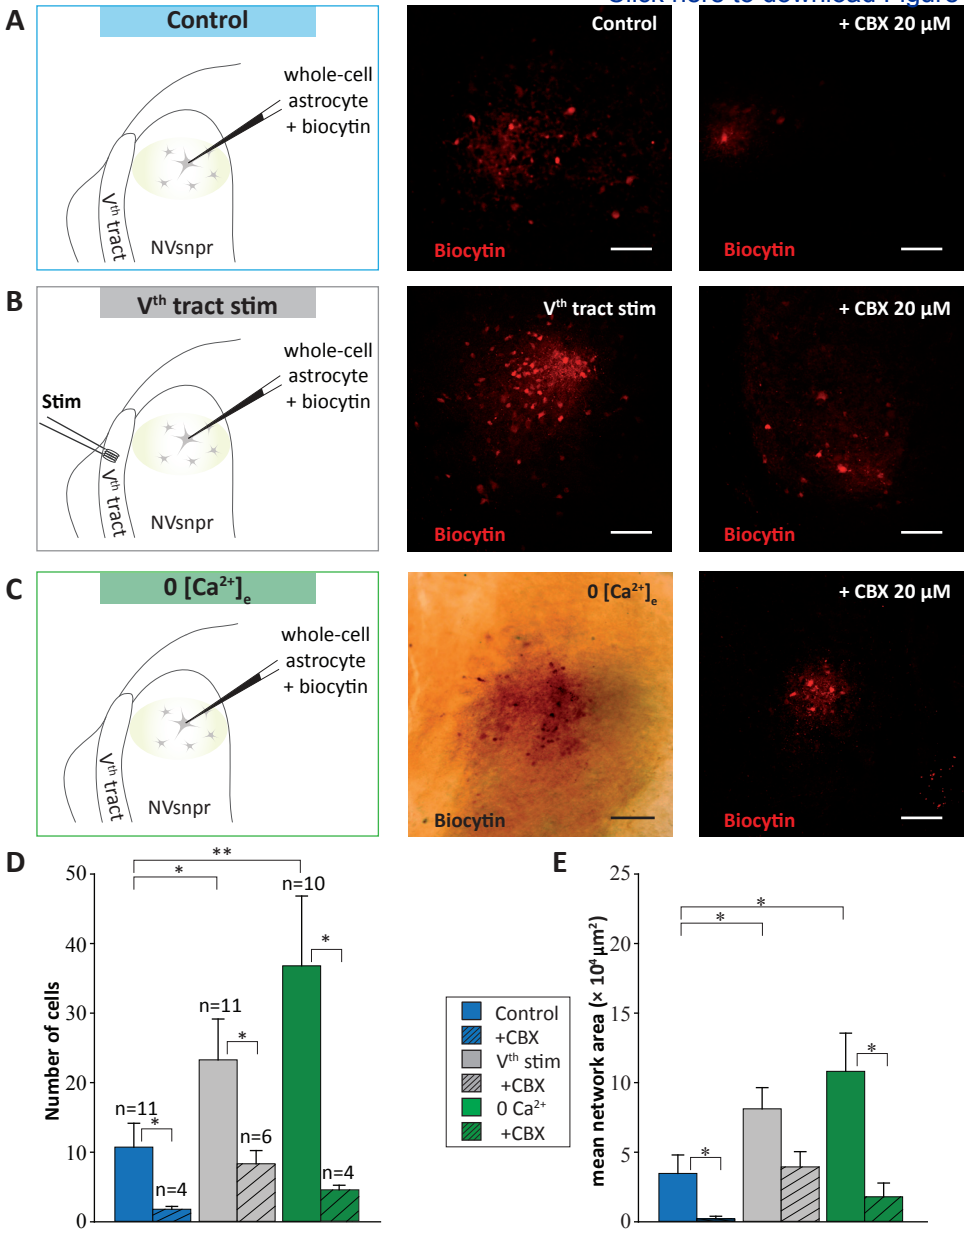 Click here to download Figure
A
Control
whole-cell
astrocyte
+ biocytin
Vth tract
NVsnpr
Control
Biocytin
+ CBX 20 µM
Biocytin
B
Vth tract stim
whole-cell
astrocyte
+ biocytin
Stim
Vth tract
NVsnpr
Vth tract stim
Biocytin
+ CBX 20 µM
Biocytin
C
0 [Ca2+]e
whole-cell
astrocyte
+ biocytin
Vth tract
NVsnpr
0 [Ca2+]e
Biocytin
+ CBX 20 µM
Biocytin
D
Number of cells
50
40
30
20
10
0
**
*
n=10
*
n=11
*
n=11
*
n=6
n=4
n=4
Control
+CBX
Vth stim
+CBX
0 Ca2+
+CBX
E
mean network area (× 10⁴ µm²)
25
20
15
10
5
0
*
*
*
*